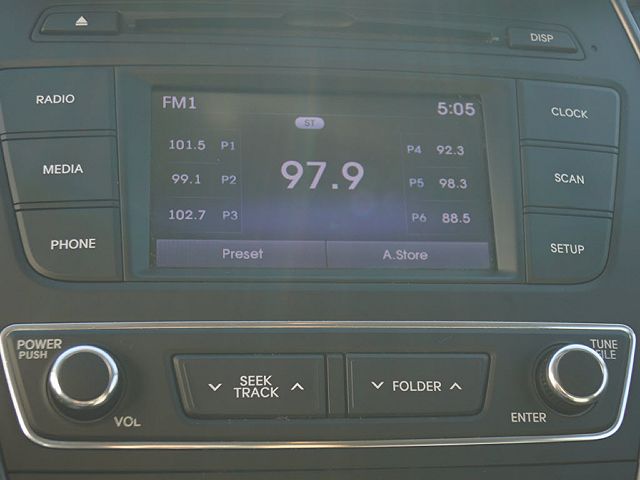 DISP
RADIO
MEDIA
PHONE
FM1
5:05
ST
101.5 P1
99.1 P2
102.7 P3
97.9
P4 92.3
P5 98.3
P6 88.5
Preset
A.Store
CLOCK
SCAN
SETUP
POWER
PUSH
VOL
SEEK
TRACK
FOLDER
TUNE
FILE
ENTER